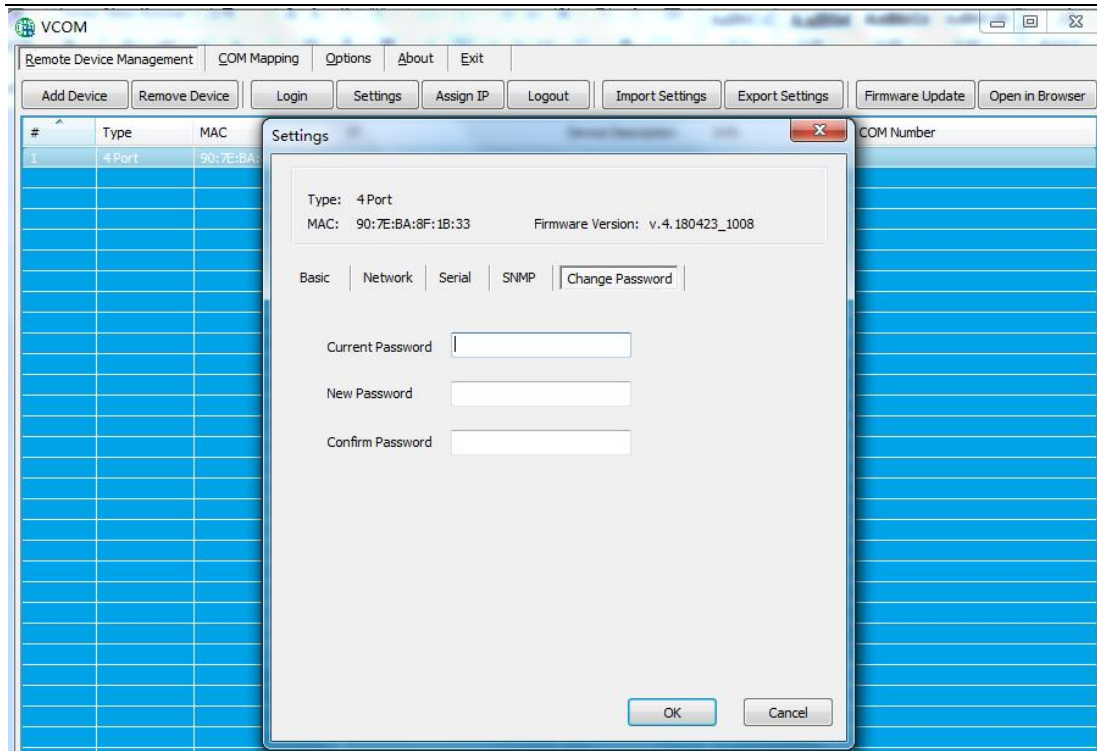 VCOM
Remote Device Management COM Mapping Options About Exit
Add Device Remove Device Login Settings Assign IP Logout Import Settings Export Settings Firmware Update Open in Browser
# Type MAC COM Number
1 4 Port 90:7E:BA:
Settings
Type: 4 Port
MAC: 90:7E:BA:8F:1B:33 Firmware Version: v.4.180423_1008
Basic Network Serial SNMP Change Password
Current Password
New Password
Confirm Password
OK Cancel